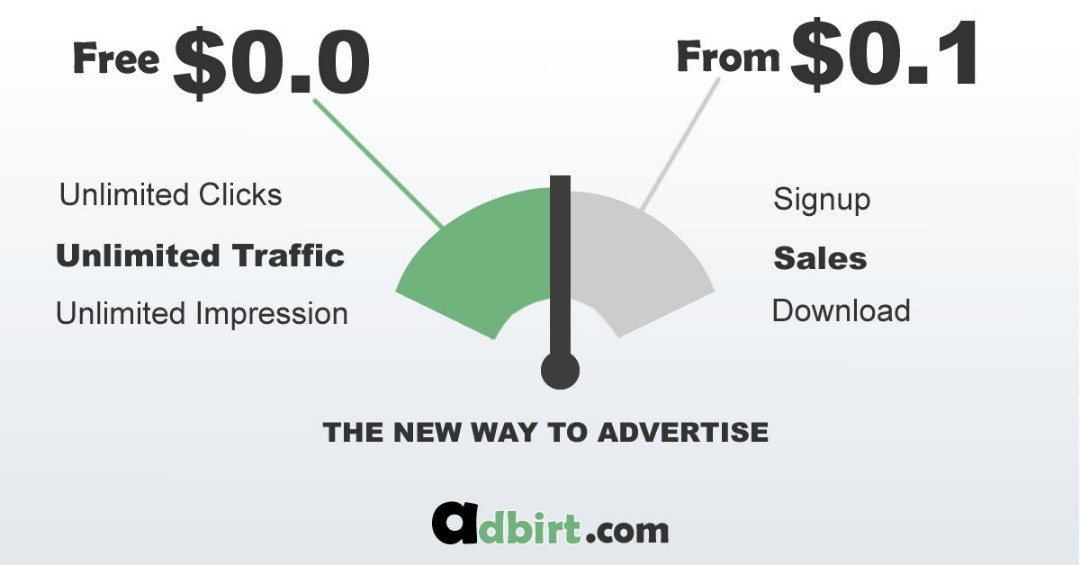 Free $0.0
From $0.1
Unlimited Clicks
Unlimited Traffic
Unlimited Impression
Signup
Sales
Download
THE NEW WAY TO ADVERTISE
adbirt.com